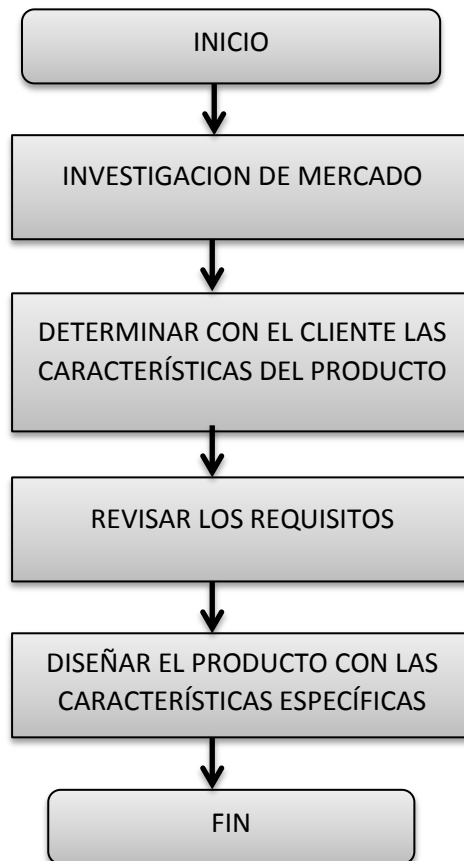 INICIO
INVESTIGACION DE MERCADO
DETERMINAR CON EL CLIENTE LAS
CARACTERÍSTICAS DEL PRODUCTO
REVISAR LOS REQUISITOS
DISEÑAR EL PRODUCTO CON LAS
CARACTERÍSTICAS ESPECÍFICAS
FIN